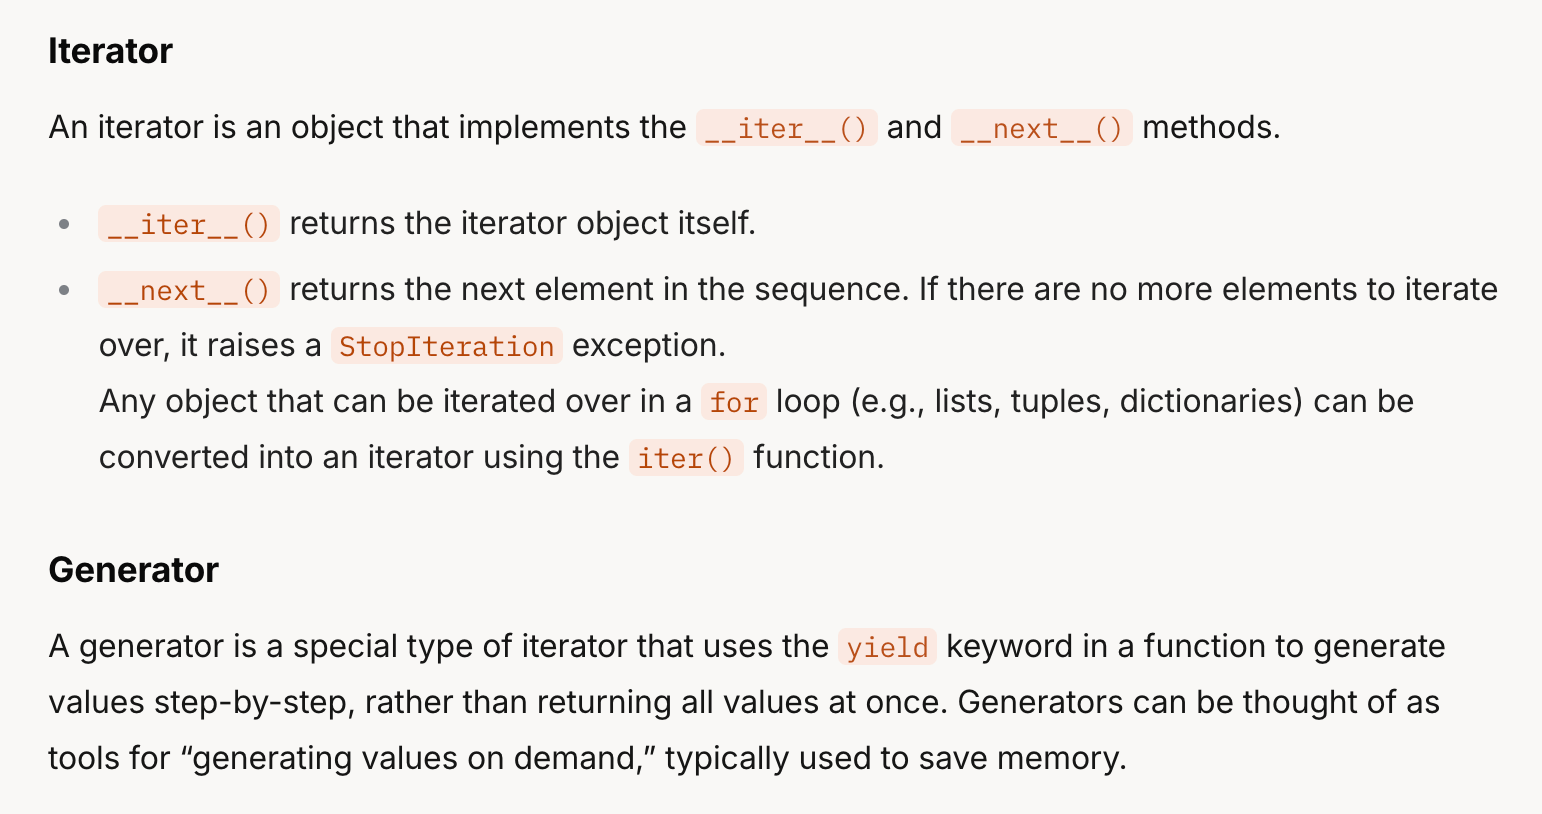 Iterator
An iterator is an object that implements the __iter__() and __next__() methods.
• __iter__() returns the iterator object itself.
• __next__() returns the next element in the sequence. If there are no more elements to iterate
over, it raises a StopIteration exception.
Any object that can be iterated over in a for loop (e.g., lists, tuples, dictionaries) can be
converted into an iterator using the iter() function.
Generator
A generator is a special type of iterator that uses the yield keyword in a function to generate
values step-by-step, rather than returning all values at once. Generators can be thought of as
tools for “generating values on demand,” typically used to save memory.